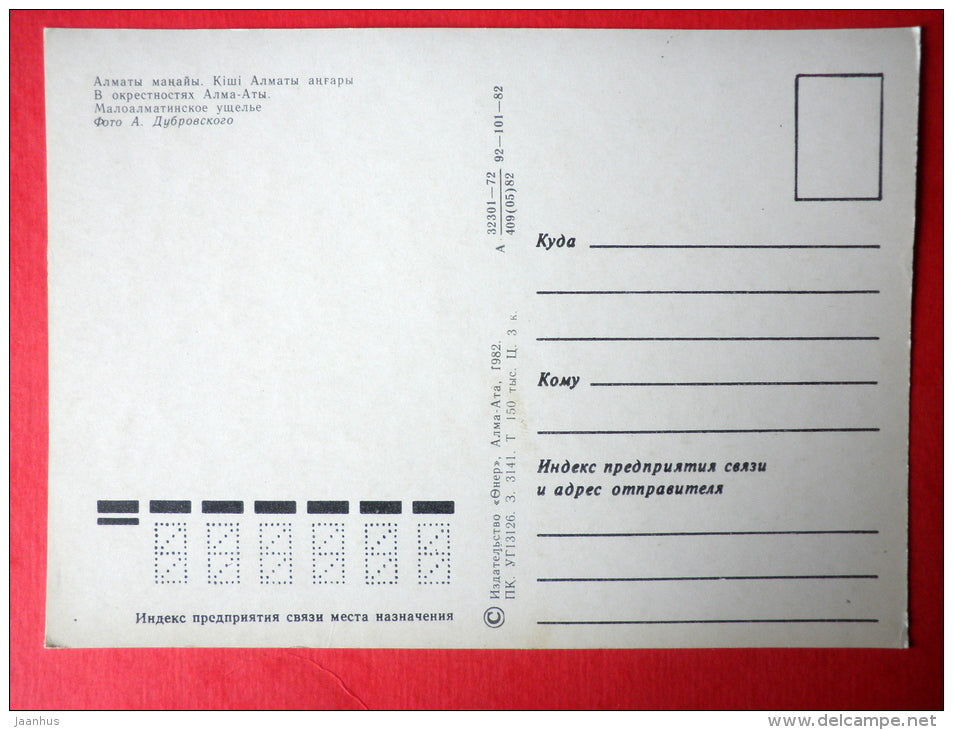 Алматы маңайы. Кіші Алматы аңғары
В окрестностях Алма-Аты.
Малоалматинское ущелье
Фото А. Дубровского
Индекс предприятия связи места назначения
© Издательство «Өнер», Алма-Ата, 1982.
ПК. УГ13126. З. 3141. Т 150 тыс. Ц. 3 к.
А 32301—72 92—101—82
409(05)82
Куда
Кому
Индекс предприятия связи
и адрес отправителя
Jaanhus
www.delcampe.net